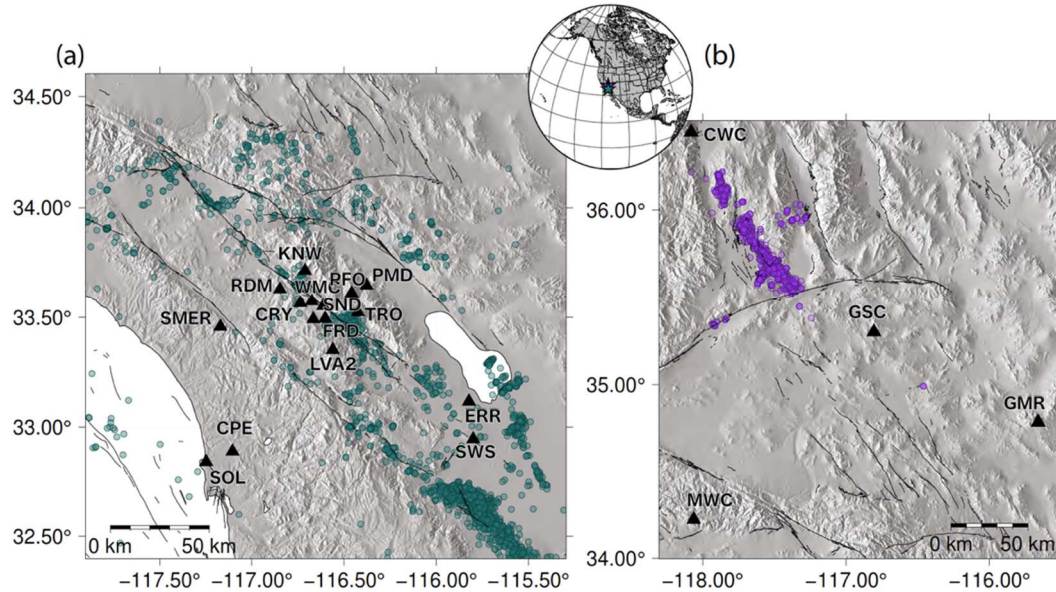 (a)
(b)
34.50°
34.00°
33.50°
33.00°
32.50°
−117.50°
−117.00°
−116.50°
−116.00°
−115.50°
KNW
RDM
WMC
PFO
PMD
CRY
SND
TRO
SMER
FRD
LVA2
ERR
CPE
SWS
SOL
0 km
50 km
CWC
36.00°
GSC
35.00°
GMR
MWC
0 km
50 km
34.00°
−118.00°
−117.00°
−116.00°